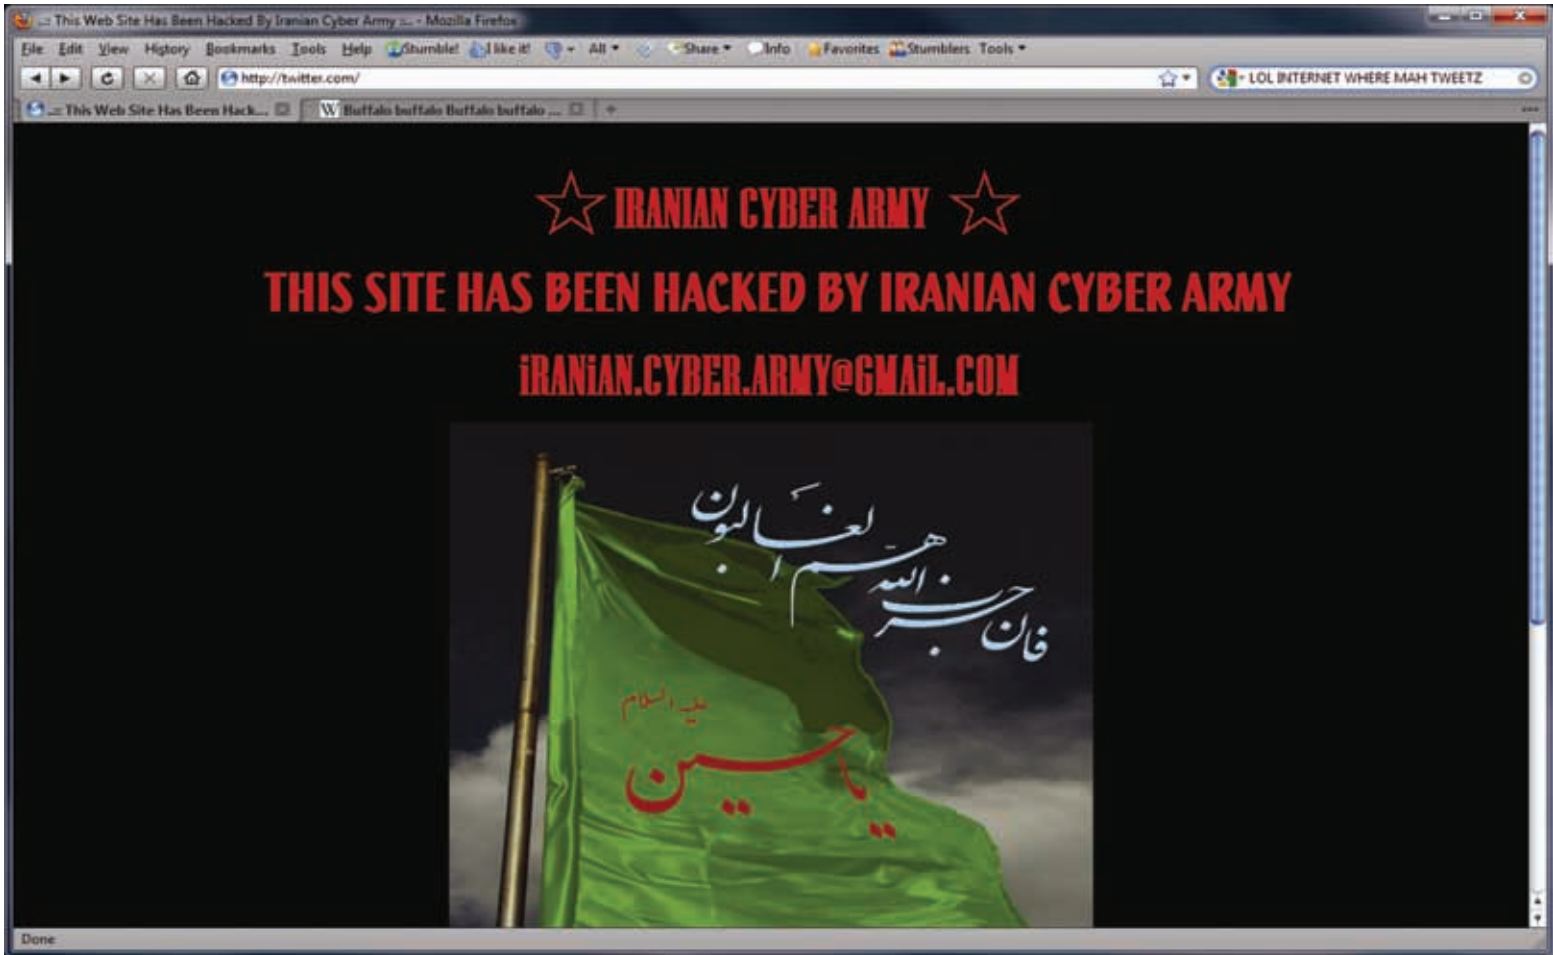 ..:: This Web Site Has Been Hacked By Iranian Cyber Army ::.. - Mozilla Firefox
File Edit View History Bookmarks Tools Help Stumble! I like it! All Share Info Favorites Stumblers Tools
http://twitter.com/
LOL INTERNET WHERE MAH TWEETZ
..:: This Web Site Has Been Hack... W Buffalo buffalo Buffalo buffalo ...
IRANIAN CYBER ARMY
THIS SITE HAS BEEN HACKED BY IRANIAN CYBER ARMY
iRANiAN.CYBER.ARMY@GMAiL.COM
فان حزب الله هم الغالبون
علیه السلام
یا حسین
Done